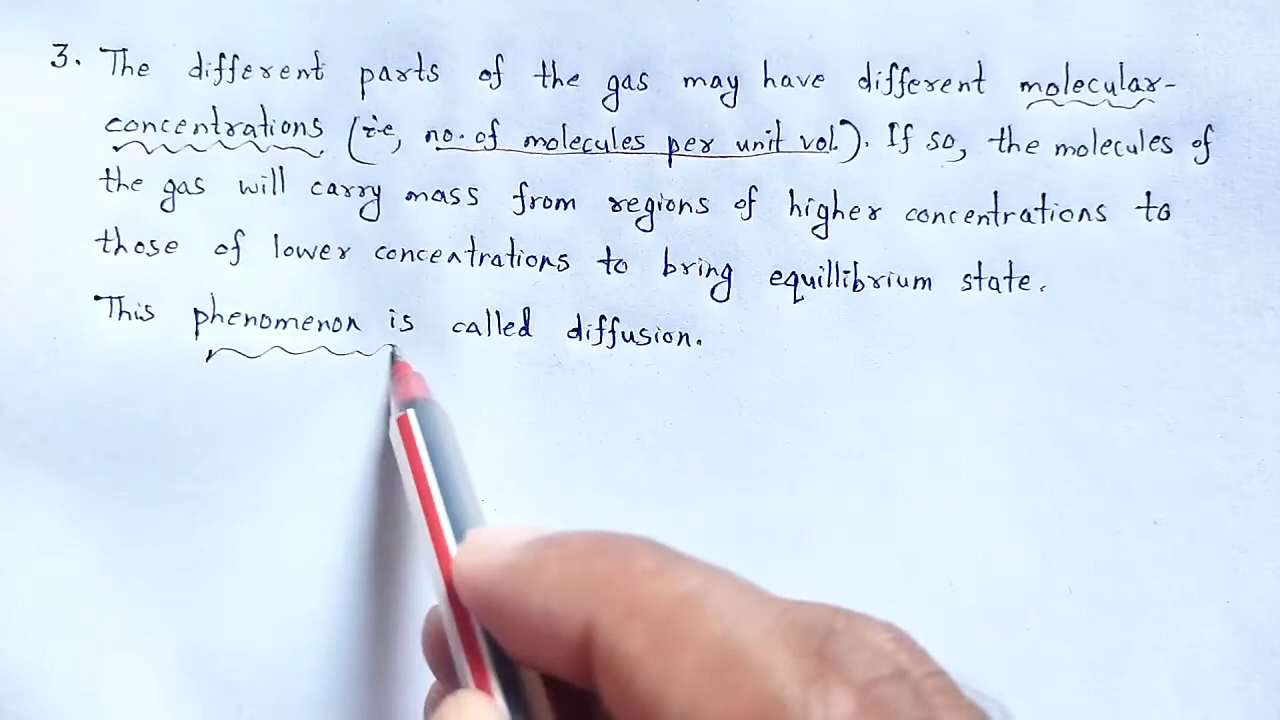 3. The different parts of the gas may have different molecular-
concentrations (ie, no. of molecules per unit vol.). If so, the molecules of
the gas will carry mass from regions of higher concentrations to
those of lower concentrations to bring equillibrium state.
This phenomenon is called diffusion.